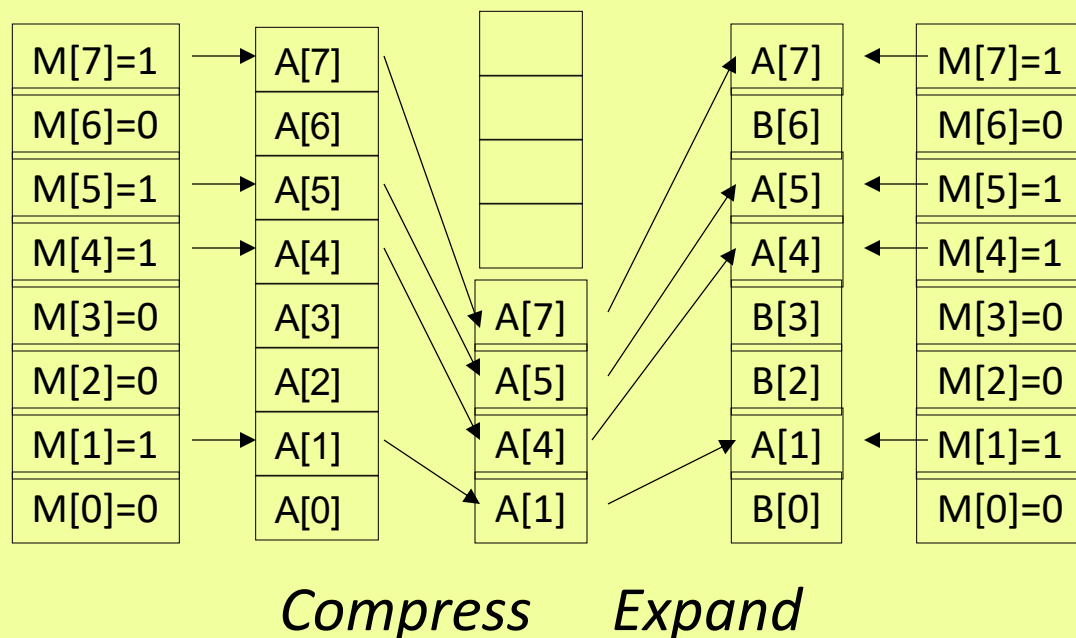 M[7]=1 A[7] A[7] M[7]=1
M[6]=0 A[6] B[6] M[6]=0
M[5]=1 A[5] A[5] M[5]=1
M[4]=1 A[4] A[4] M[4]=1
M[3]=0 A[3] A[7] B[3] M[3]=0
M[2]=0 A[2] A[5] B[2] M[2]=0
M[1]=1 A[1] A[4] A[1] M[1]=1
M[0]=0 A[0] A[1] B[0] M[0]=0
Compress Expand